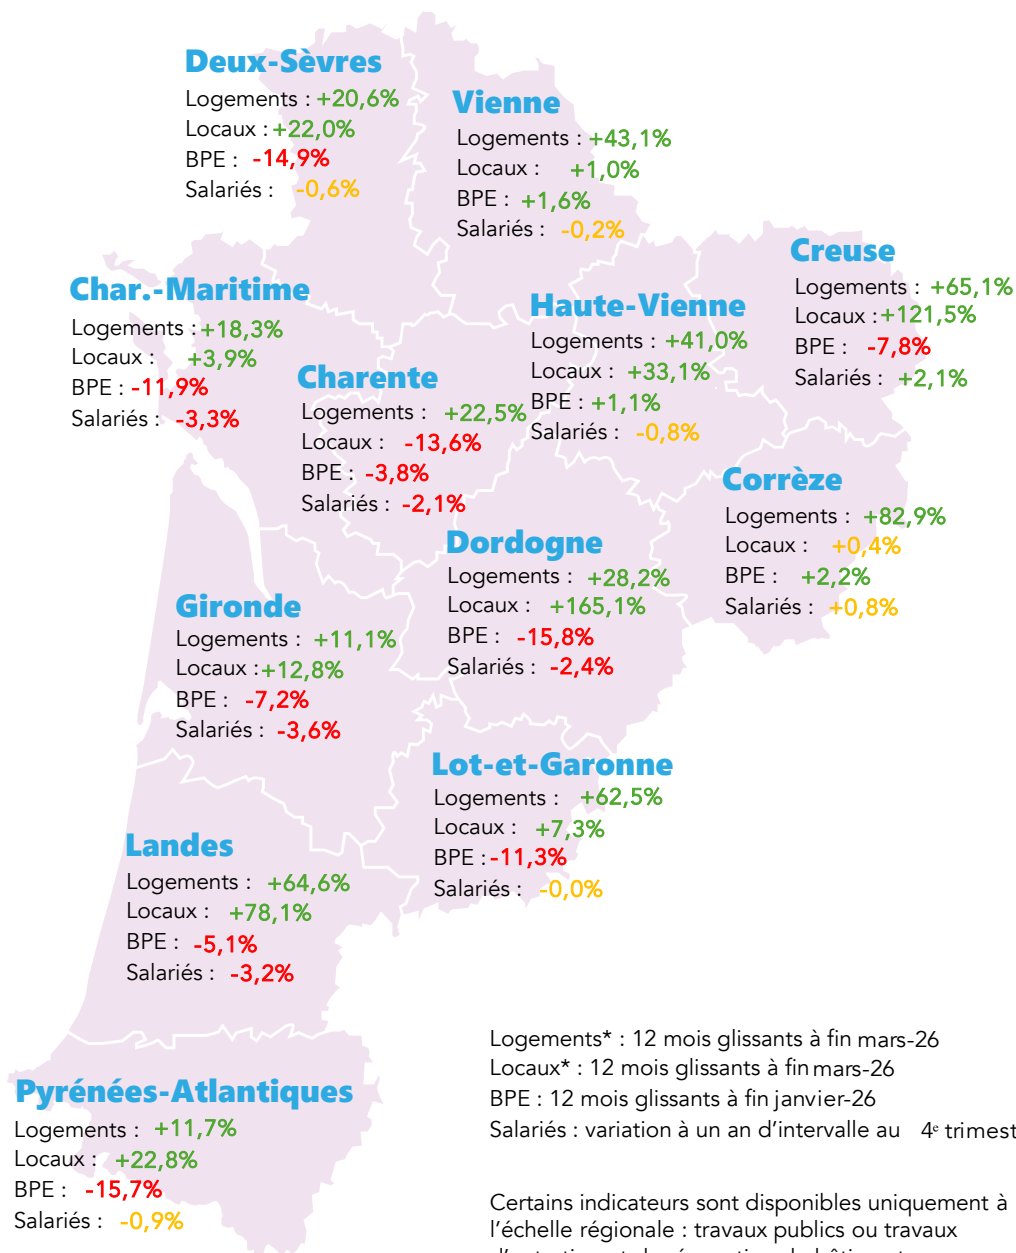 Deux-Sèvres
Logements : +20,6%
Locaux : +22,0%
BPE : -14,9%
Salariés : -0,6%
Vienne
Logements : +43,1%
Locaux : +1,0%
BPE : +1,6%
Salariés : -0,2%
Creuse
Logements : +65,1%
Locaux : +121,5%
BPE : -7,8%
Salariés : +2,1%
Char.-Maritime
Logements : +18,3%
Locaux : +3,9%
BPE : -11,9%
Salariés : -3,3%
Haute-Vienne
Logements : +41,0%
Locaux : +33,1%
BPE : +1,1%
Salariés : -0,8%
Charente
Logements : +22,5%
Locaux : -13,6%
BPE : -3,8%
Salariés : -2,1%
Corrèze
Logements : +82,9%
Locaux : +0,4%
BPE : +2,2%
Salariés : +0,8%
Dordogne
Logements : +28,2%
Locaux : +165,1%
BPE : -15,8%
Salariés : -2,4%
Gironde
Logements : +11,1%
Locaux : +12,8%
BPE : -7,2%
Salariés : -3,6%
Lot-et-Garonne
Logements : +62,5%
Locaux : +7,3%
BPE : -11,3%
Salariés : -0,0%
Landes
Logements : +64,6%
Locaux : +78,1%
BPE : -5,1%
Salariés : -3,2%
Pyrénées-Atlantiques
Logements : +11,7%
Locaux : +22,8%
BPE : -15,7%
Salariés : -0,9%
Logements* : 12 mois glissants à fin mars-26
Locaux* : 12 mois glissants à fin mars-26
BPE : 12 mois glissants à fin janvier-26
Salariés : variation à un an d’intervalle au 4e trimest
Certains indicateurs sont disponibles uniquement à
l’échelle régionale : travaux publics ou travaux